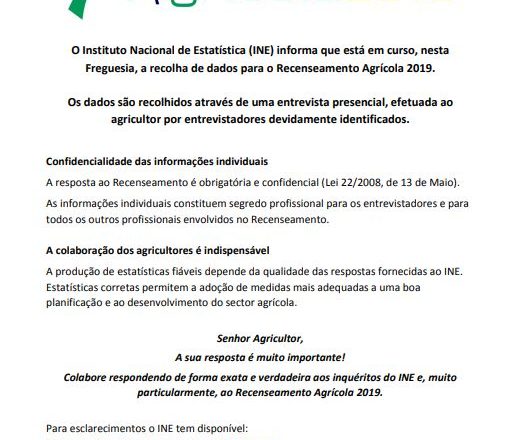 O Instituto Nacional de Estatística (INE) informa que está em curso, nesta
Freguesia, a recolha de dados para o Recenseamento Agrícola 2019.
Os dados são recolhidos através de uma entrevista presencial, efetuada ao
agricultor por entrevistadores devidamente identificados.
Confidencialidade das informações individuais
A resposta ao Recenseamento é obrigatória e confidencial (Lei 22/2008, de 13 de Maio).
As informações individuais constituem segredo profissional para os entrevistadores e para
todos os outros profissionais envolvidos no Recenseamento.
A colaboração dos agricultores é indispensável
A produção de estatísticas fiáveis depende da qualidade das respostas fornecidas ao INE.
Estatísticas corretas permitem a adoção de medidas mais adequadas a uma boa
planificação e ao desenvolvimento do sector agrícola.
Senhor Agricultor,
A sua resposta é muito importante!
Colabore respondendo de forma exata e verdadeira aos inquéritos do INE e, muito
particularmente, ao Recenseamento Agrícola 2019.
Para esclarecimentos o INE tem disponível: